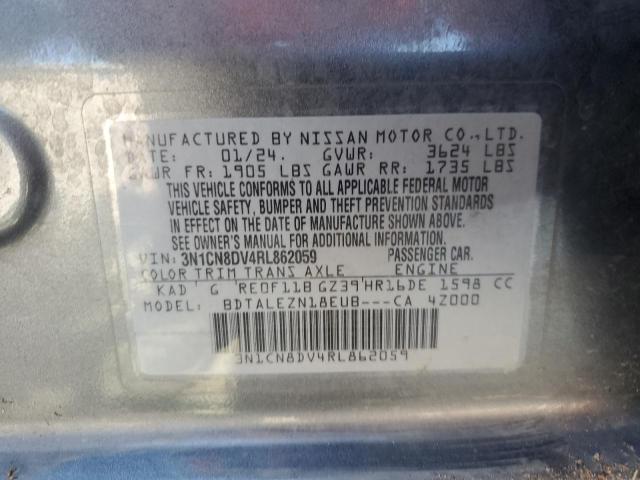 MANUFACTURED BY NISSAN MOTOR CO.,LTD.
DATE: 01/24. GVWR: 3624 LBS
GAWR FR: 1905 LBS GAWR RR: 1735 LBS
THIS VEHICLE CONFORMS TO ALL APPLICABLE FEDERAL MOTOR
VEHICLE SAFETY, BUMPER AND THEFT PREVENTION STANDARDS
IN EFFECT ON THE DATE OF MANUFACTURE SHOWN ABOVE.
SEE OWNER'S MANUAL FOR ADDITIONAL INFORMATION.
VIN: 3N1CN8DV4RL862059 PASSENGER CAR.
COLOR TRIM TRANS AXLE ENGINE
KAD G RE0F11B GZ39 HR16DE 1598 CC
MODEL: BDTALEZN18EUB---CA 4Z000
3N1CN8DV4RL862059